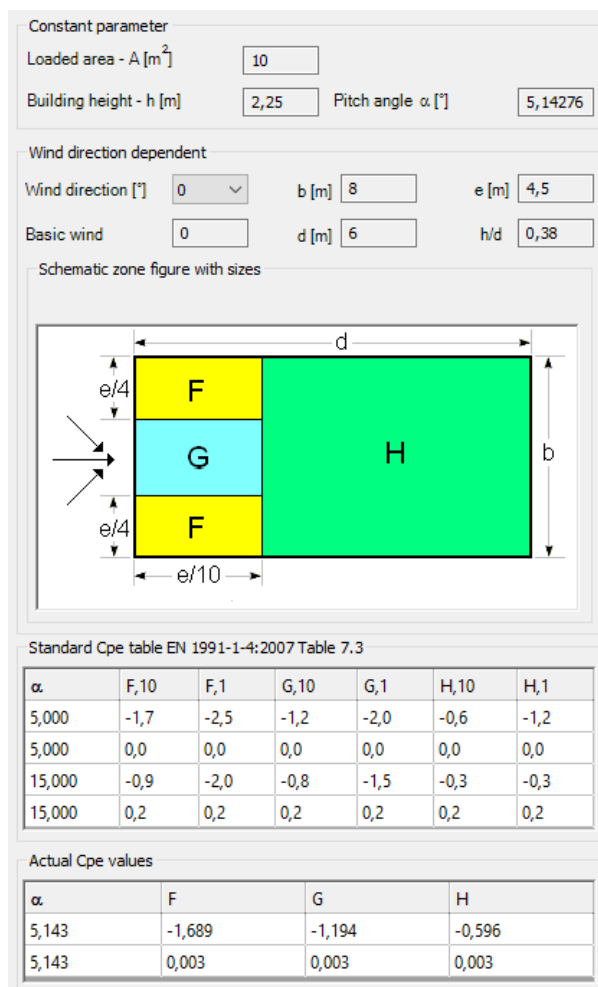 Constant parameter
Loaded area - A [m²] 10
Building height - h [m] 2,25 Pitch angle α [°] 5,14276
Wind direction dependent
Wind direction [°] 0 b [m] 8 e [m] 4,5
Basic wind 0 d [m] 6 h/d 0,38
Schematic zone figure with sizes
d
e/4 F
G H b
e/4 F
e/10
Standard Cpe table EN 1991-1-4:2007 Table 7.3
α F,10 F,1 G,10 G,1 H,10 H,1
5,000 -1,7 -2,5 -1,2 -2,0 -0,6 -1,2
5,000 0,0 0,0 0,0 0,0 0,0 0,0
15,000 -0,9 -2,0 -0,8 -1,5 -0,3 -0,3
15,000 0,2 0,2 0,2 0,2 0,2 0,2
Actual Cpe values
α F G H
5,143 -1,689 -1,194 -0,596
5,143 0,003 0,003 0,003